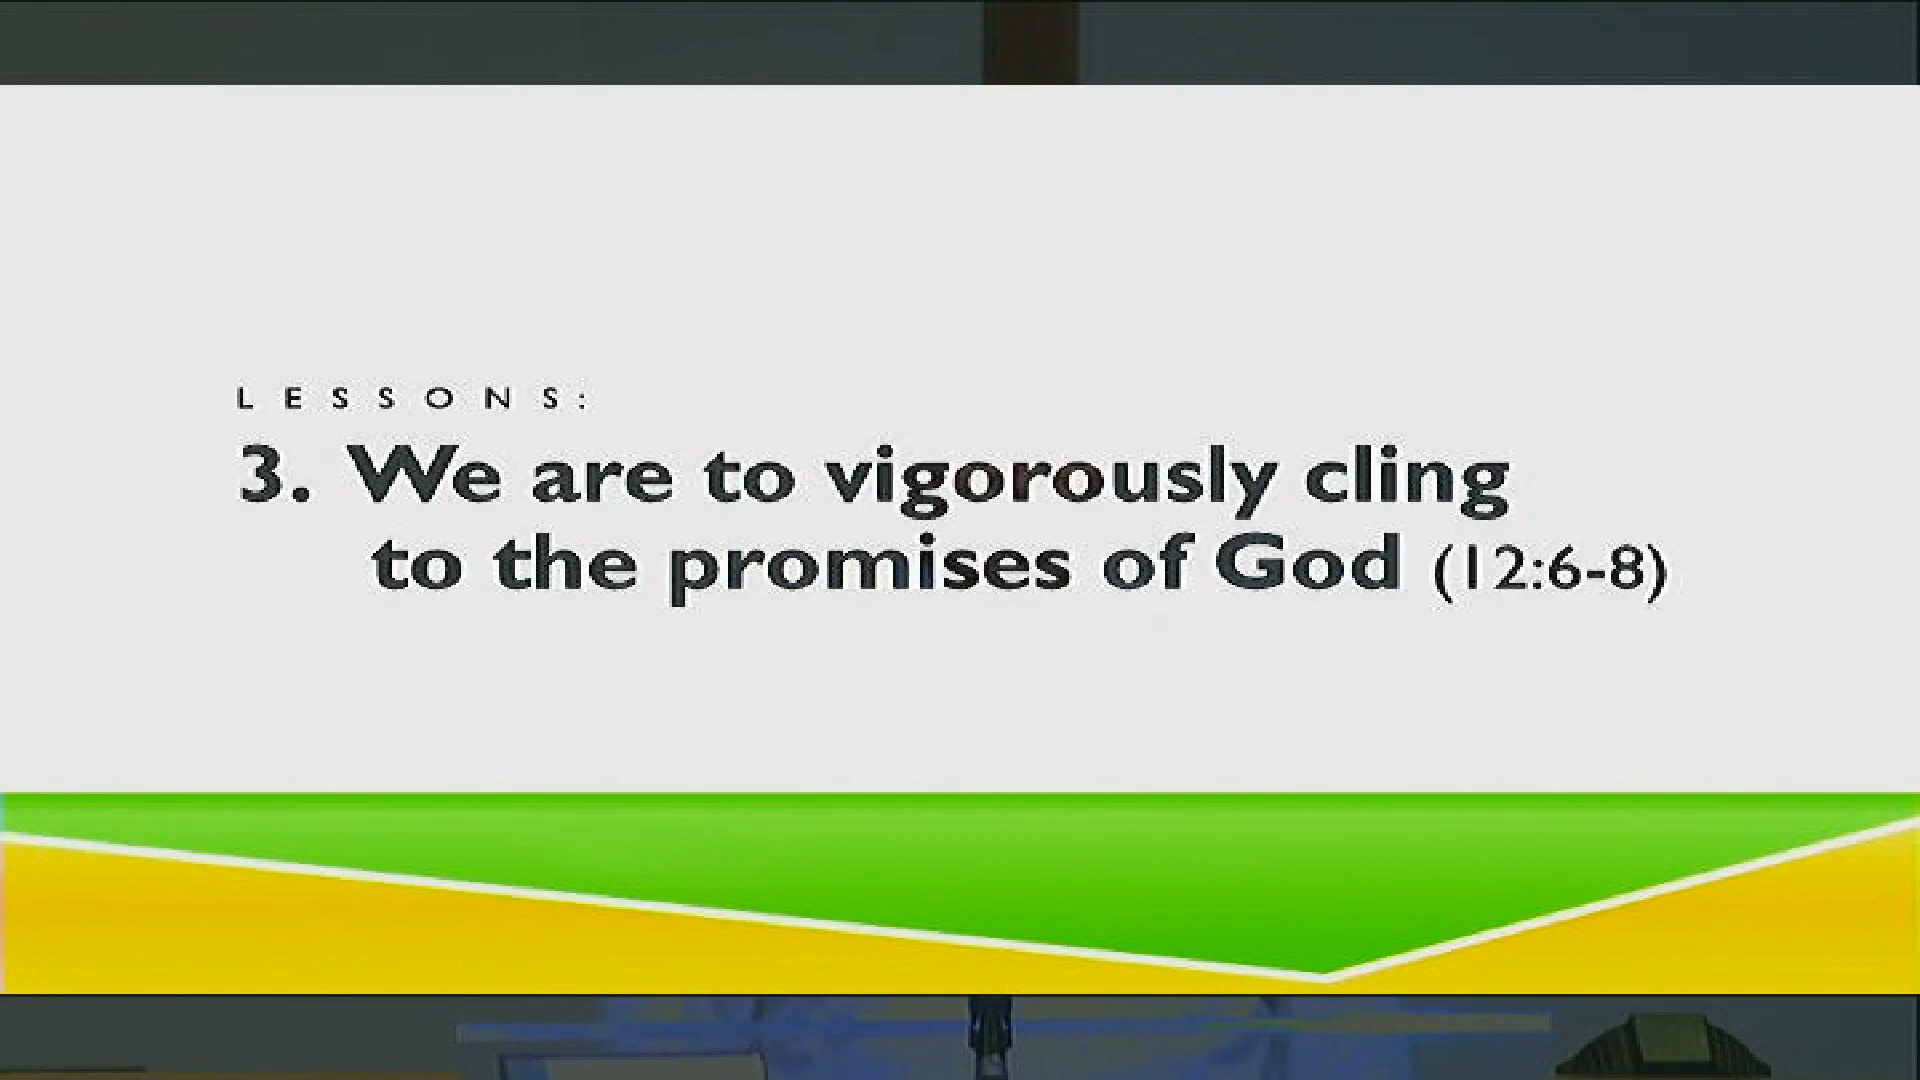 LESSONS:
3. We are to vigorously cling
to the promises of God (12:6-8)